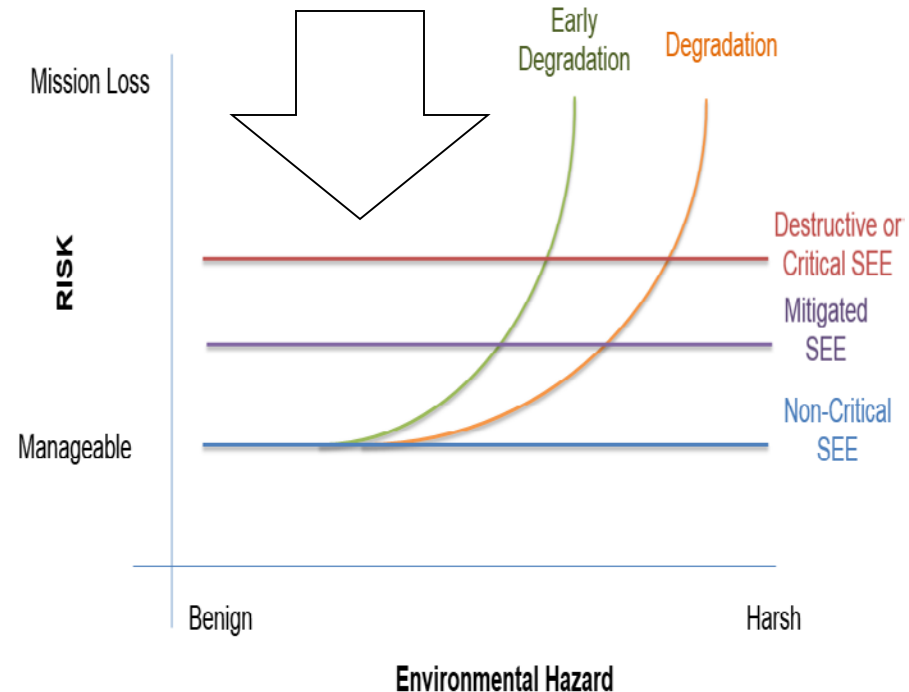 Early
Degradation
Degradation
Mission Loss
RISK
Destructive or
Critical SEE
Mitigated
SEE
Non-Critical
SEE
Manageable
Benign
Harsh
Environmental Hazard